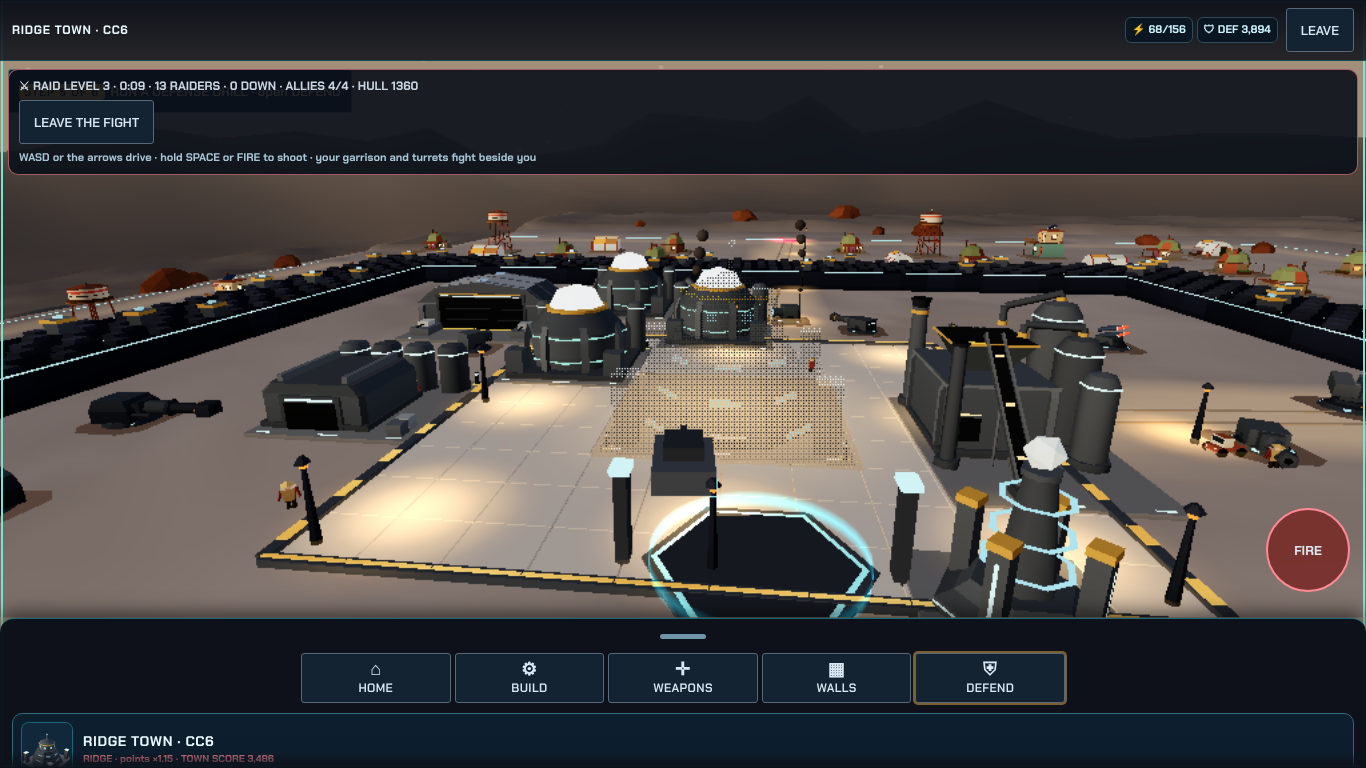 RIDGE TOWN · CC6
⚡ 68/156
🛡 DEF 3,894
LEAVE
⚔ RAID LEVEL 3 · 0:09 · 13 RAIDERS · 0 DOWN · ALLIES 4/4 · HULL 1360
LEAVE THE FIGHT
WASD or the arrows drive · hold SPACE or FIRE to shoot · your garrison and turrets fight beside you
FIRE
HOME
BUILD
WEAPONS
WALLS
DEFEND
RIDGE TOWN · CC6
RIDGE · points ×1.15 · TOWN SCORE 3,486